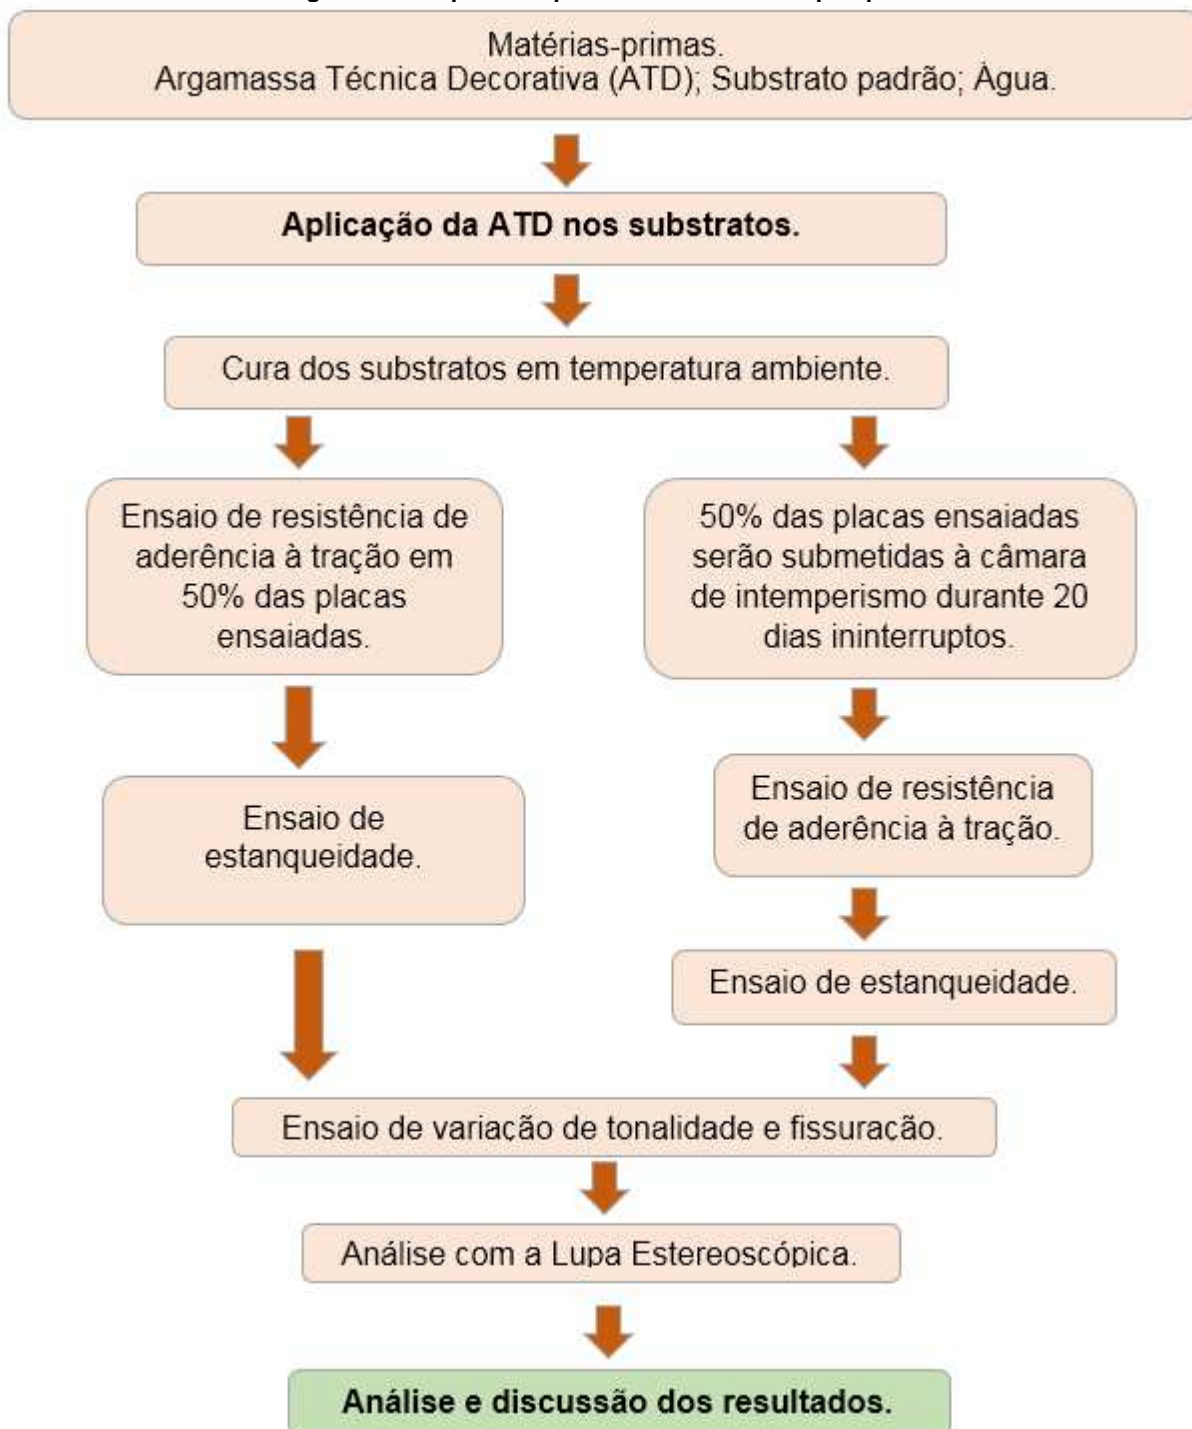 Matérias-primas.
Argamassa Técnica Decorativa (ATD); Substrato padrão; Água.
Aplicação da ATD nos substratos.
Cura dos substratos em temperatura ambiente.
Ensaio de resistência de
aderência à tração em
50% das placas
ensaiadas.
50% das placas ensaiadas
serão submetidas à câmara
de intemperismo durante 20
dias ininterruptos.
Ensaio de
estanqueidade.
Ensaio de resistência
de aderência à tração.
Ensaio de estanqueidade.
Ensaio de variação de tonalidade e fissuração.
Análise com a Lupa Estereoscópica.
Análise e discussão dos resultados.